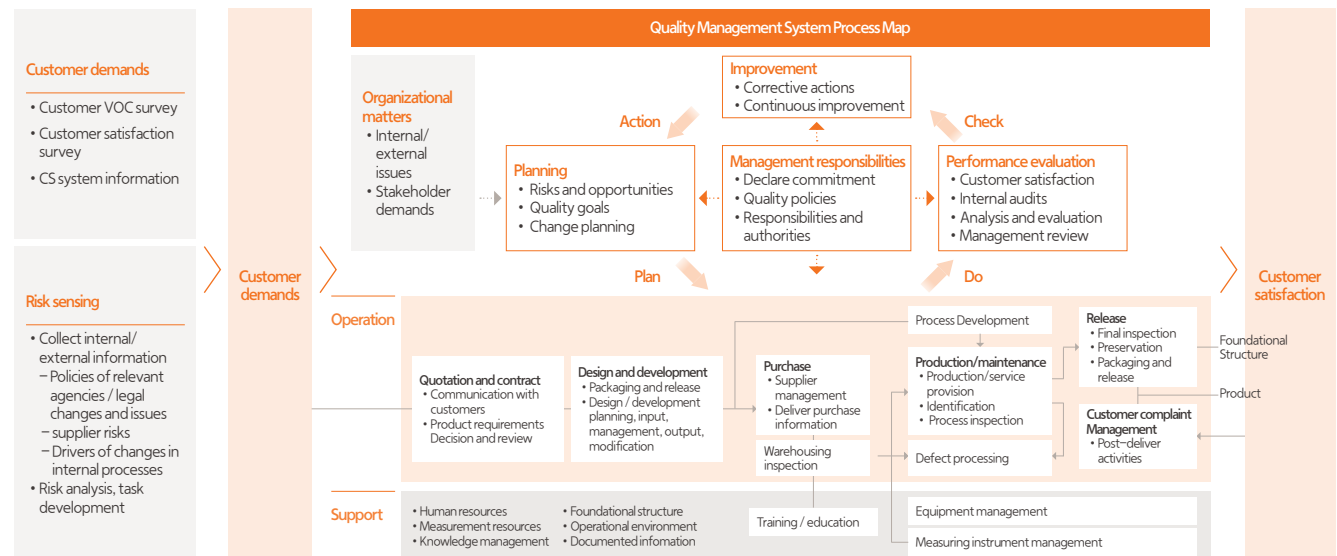 Quality Management System Process Map
Customer demands
• Customer VOC survey
• Customer satisfaction
survey
• CS system information
Risk sensing
• Collect internal/
external information
– Policies of relevant
agencies / legal
changes and issues
– supplier risks
– Drivers of changes in
internal processes
• Risk analysis, task
development
Customer
demands
Organizational
matters
• Internal/
external
issues
• Stakeholder
demands
Improvement
• Corrective actions
• Continuous improvement
Action
Check
Planning
• Risks and opportunities
• Quality goals
• Change planning
Management responsibilities
• Declare commitment
• Quality policies
• Responsibilities and
authorities
Performance evaluation
• Customer satisfaction
• Internal audits
• Analysis and evaluation
• Management review
Plan
Do
Operation
Quotation and contract
• Communication with
customers
• Product requirements
Decision and review
Design and development
• Packaging and release
• Design / development
planning, input,
management, output,
modification
Purchase
• Supplier
management
• Deliver purchase
information
Warehousing
inspection
Process Development
Production/maintenance
• Production/service
provision
• Identification
• Process inspection
Defect processing
Release
• Final inspection
• Preservation
• Packaging and
release
Customer complaint
Management
• Post–deliver
activities
Foundational
Structure
Product
Customer
satisfaction
Support
• Human resources
• Measurement resources
• Knowledge management
• Foundational structure
• Operational environment
• Documented infomation
Training / education
Equipment management
Measuring instrument management